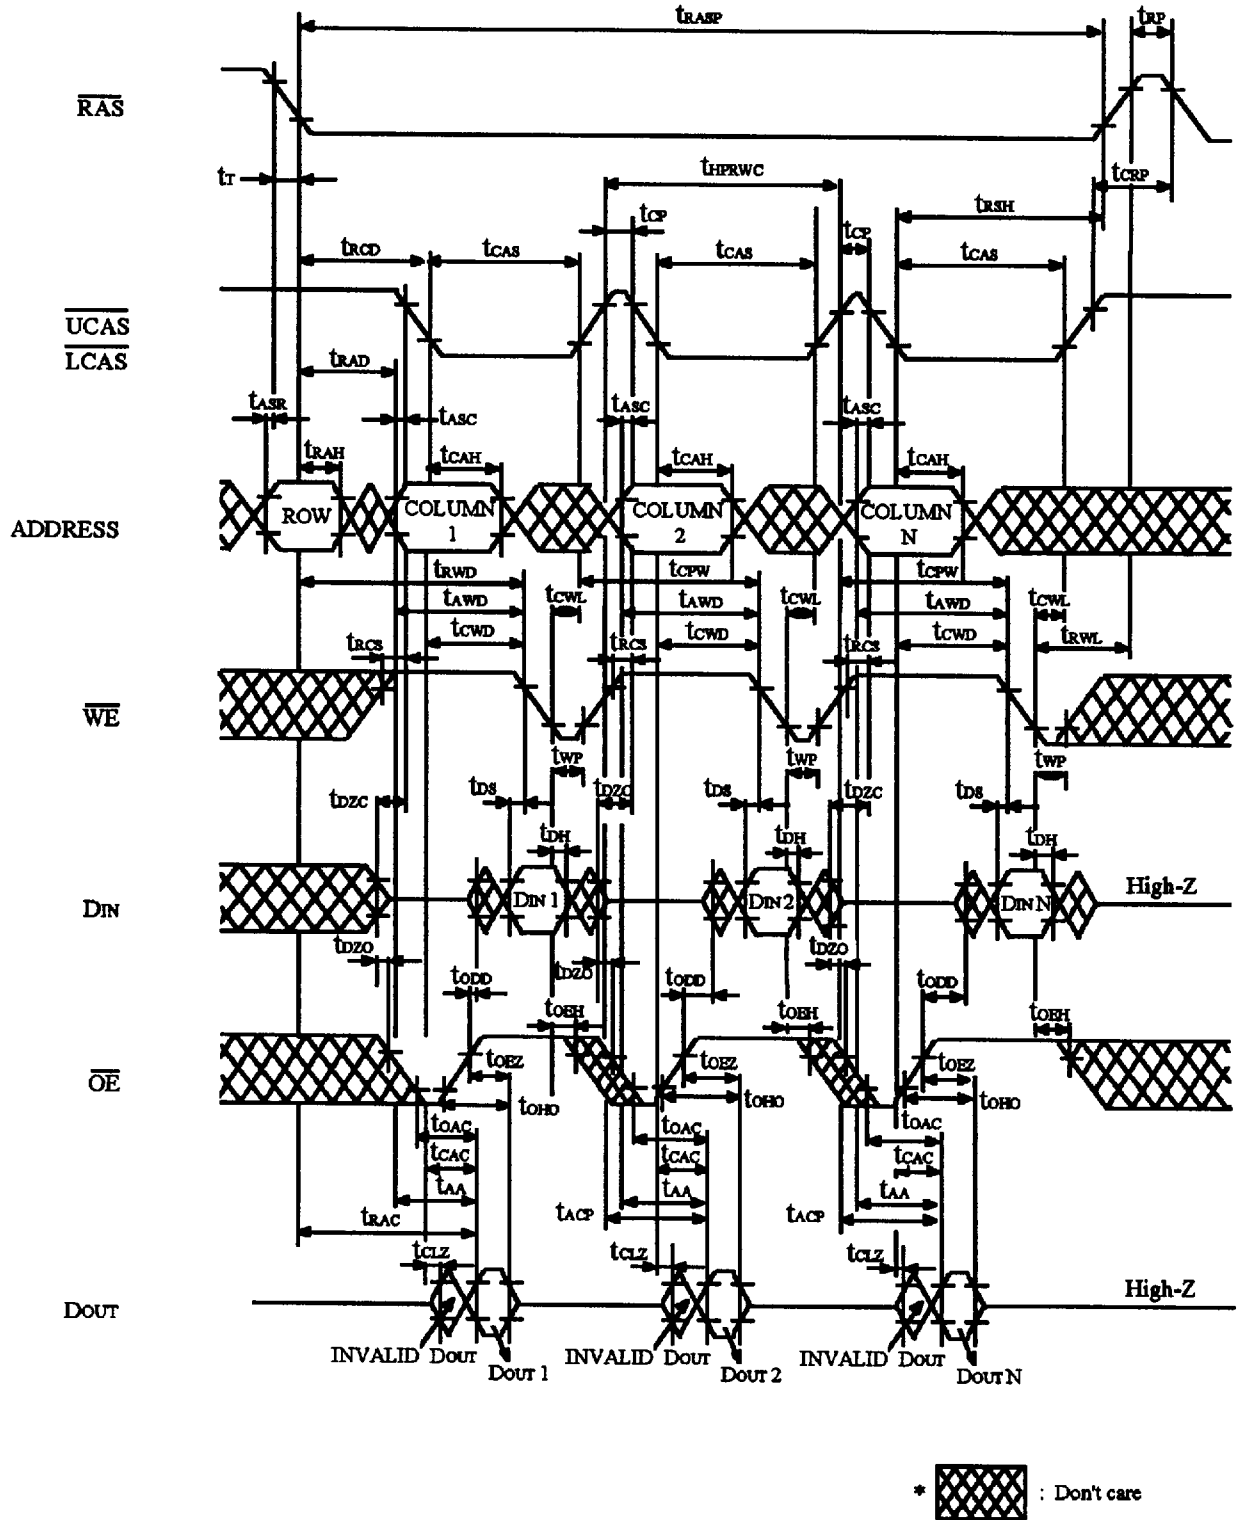 tRASP tRP
RAS
tT tHPRWC tCRP
tCP tRSH tCP
tRCD tCAS tCAS tCAS
UCAS
LCAS
tRAD
tASR tASC tASC tASC
tRAH tCAH tCAH tCAH
ADDRESS ROW COLUMN 1 COLUMN 2 COLUMN N
tRWD tCPW tCPW
tAWD tCWL tAWD tCWL tAWD tCWL
tRCS tCWD tRCS tCWD tRCS tCWD tRWL
WE
tWP tWP tWP
tDZC tDS tDZC tDS tDZC tDS
tDH tDH tDH
DIN DIN 1 DIN 2 DIN N High-Z
tDZO tODD tDZO tODD tDZO tODD
tOEH tOEH tOEH
OE tOEZ tOEZ tOEZ
tOHO tOHO tOHO
tOAC tOAC tOAC
tCAC tCAC tCAC
tAA tAA tAA
tRAC tACP tACP
tCLZ tCLZ tCLZ
DOUT High-Z
INVALID DOUT INVALID DOUT INVALID DOUT
DOUT 1 DOUT 2 DOUT N
* : Don't care